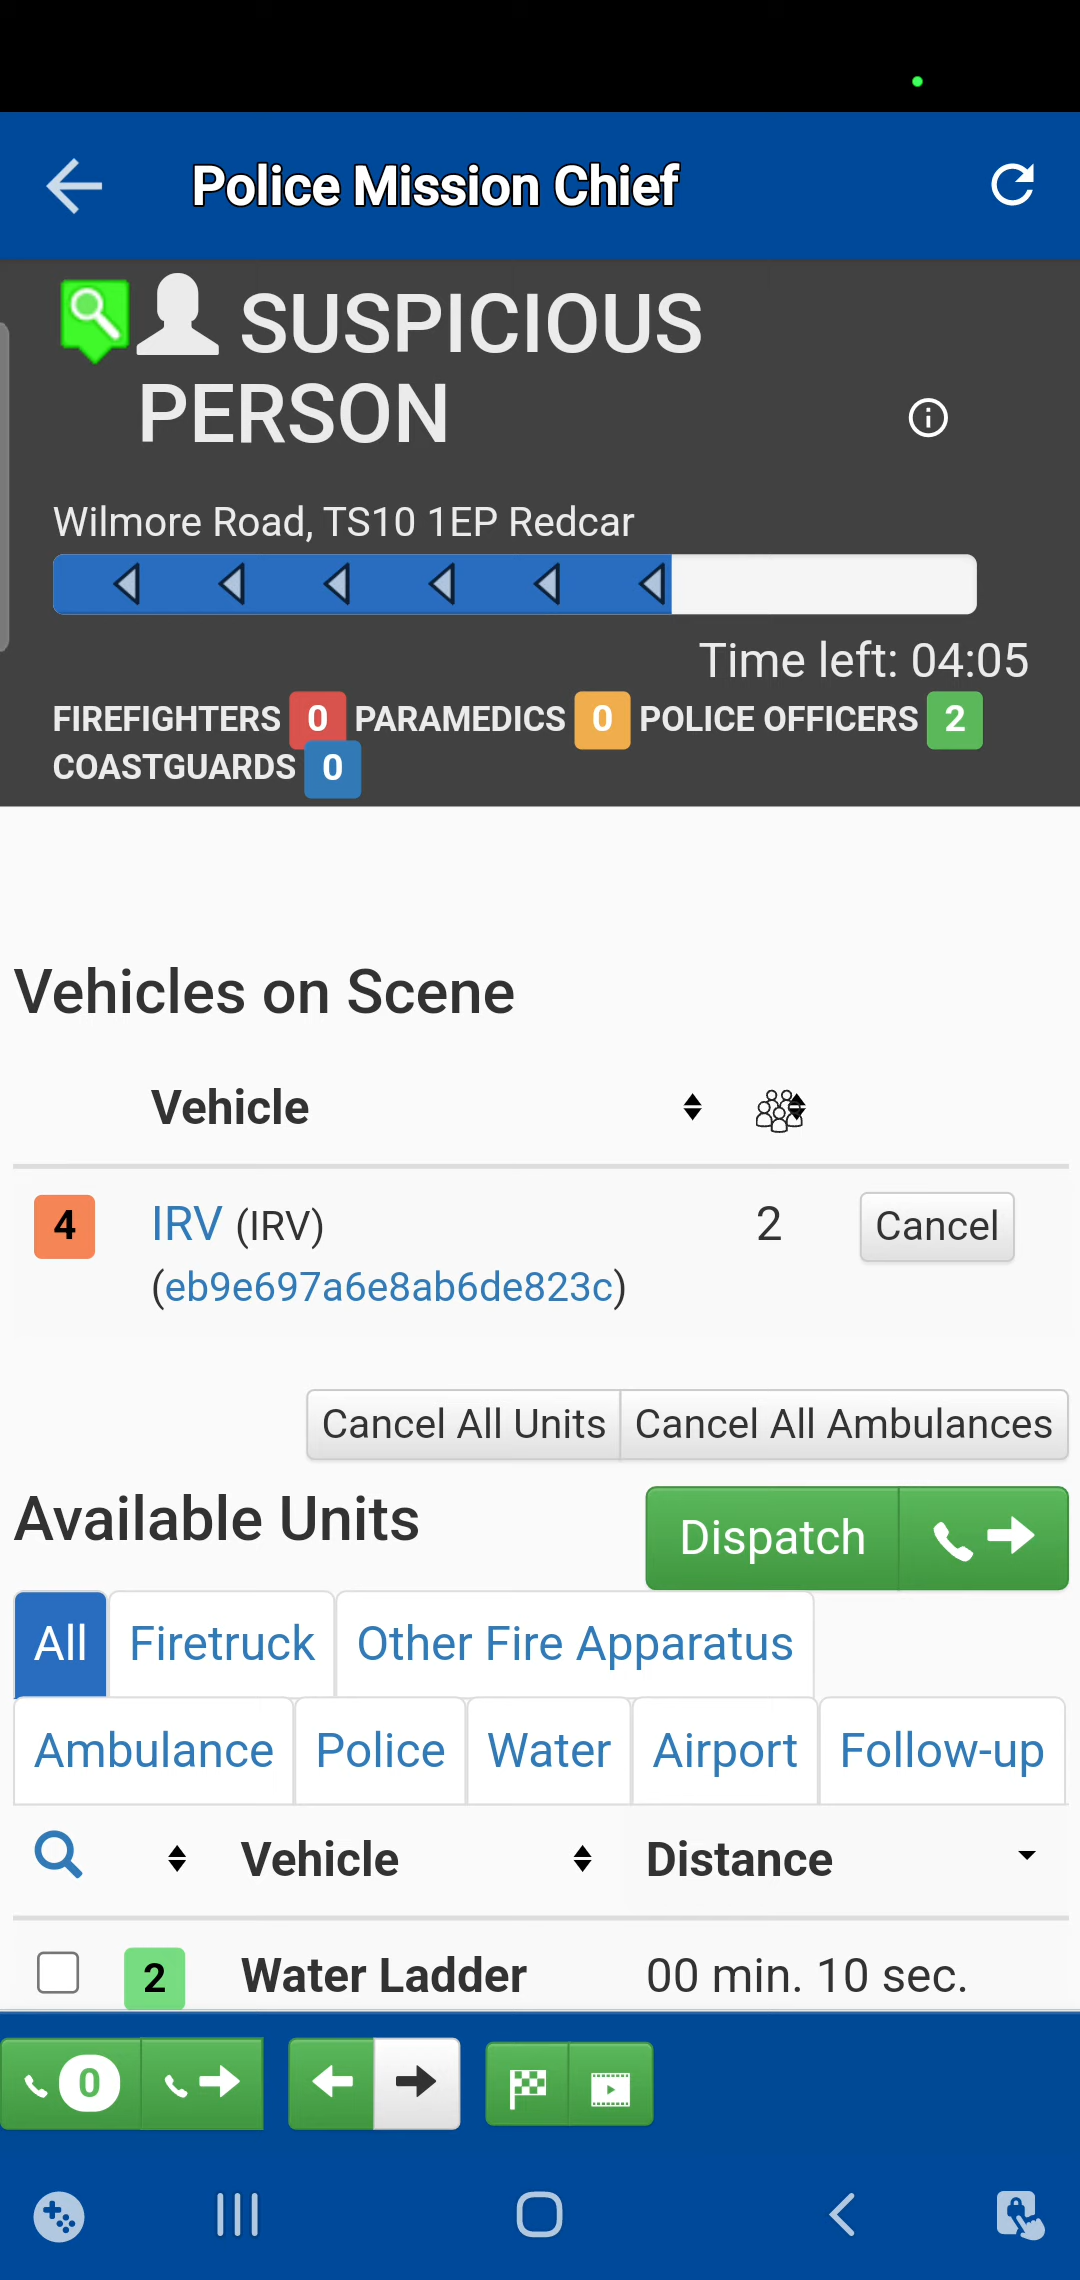 Police Mission Chief
SUSPICIOUS
PERSON
Wilmore Road, TS10 1EP Redcar
Time left: 04:05
FIREFIGHTERS 0 PARAMEDICS 0 POLICE OFFICERS 2
COASTGUARDS 0
Vehicles on Scene
Vehicle
4 IRV (IRV) 2 Cancel
(eb9e697a6e8ab6de823c)
Cancel All Units Cancel All Ambulances
Available Units Dispatch
All Firetruck Other Fire Apparatus
Ambulance Police Water Airport Follow-up
Vehicle Distance
2 Water Ladder 00 min. 10 sec.
0